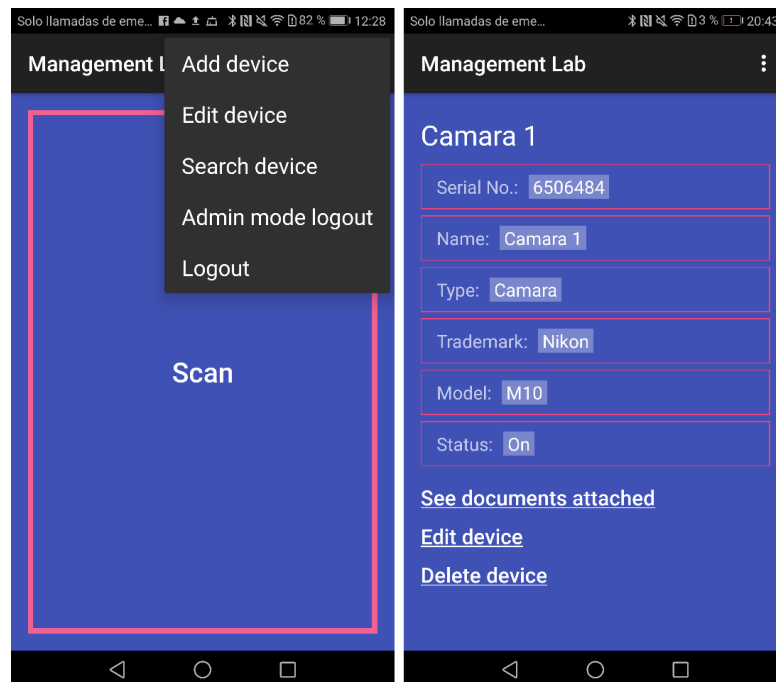 Solo llamadas de eme... 82 % 12:28
Management L
Add device
Edit device
Search device
Admin mode logout
Logout
Scan
Solo llamadas de eme... 3 % 20:43
Management Lab
Camara 1
Serial No.: 6506484
Name: Camara 1
Type: Camara
Trademark: Nikon
Model: M10
Status: On
See documents attached
Edit device
Delete device